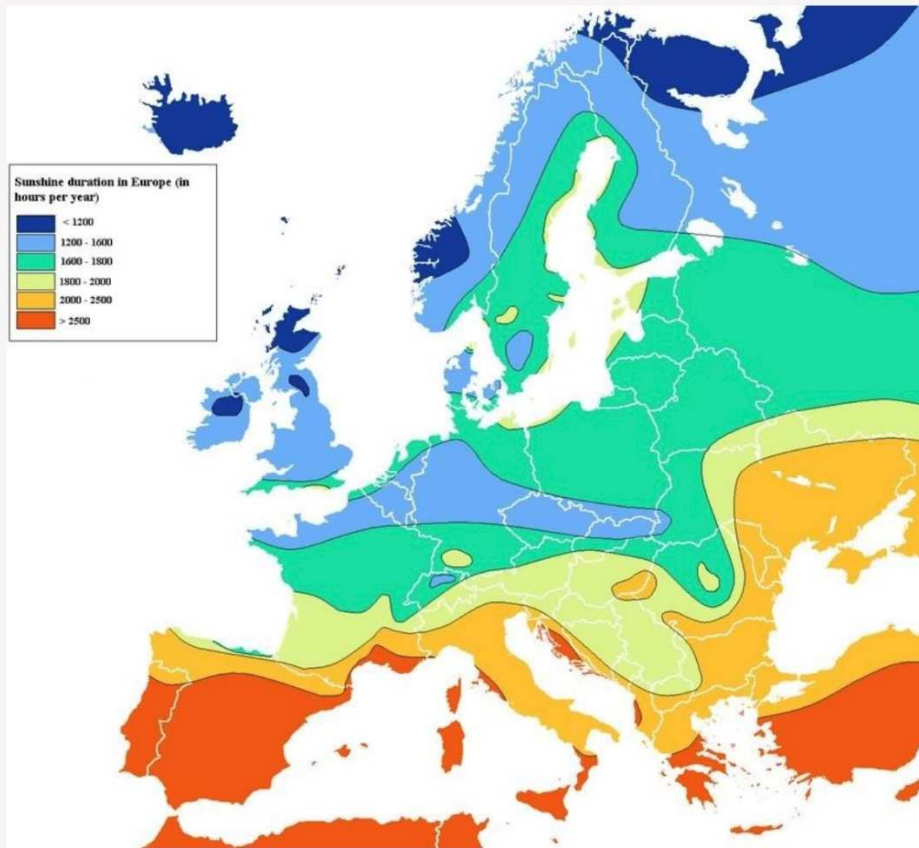 Sunshine duration in Europe (in
hours per year)
< 1200
1200 - 1600
1600 - 1800
1800 - 2000
2000 - 2500
> 2500